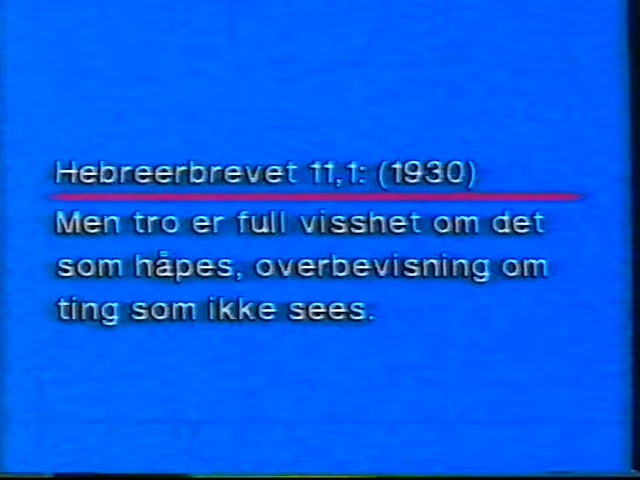 Hebreerbrevet 11,1: (1930)
Men tro er full visshet om det
som håpes, overbevisning om
ting som ikke sees.